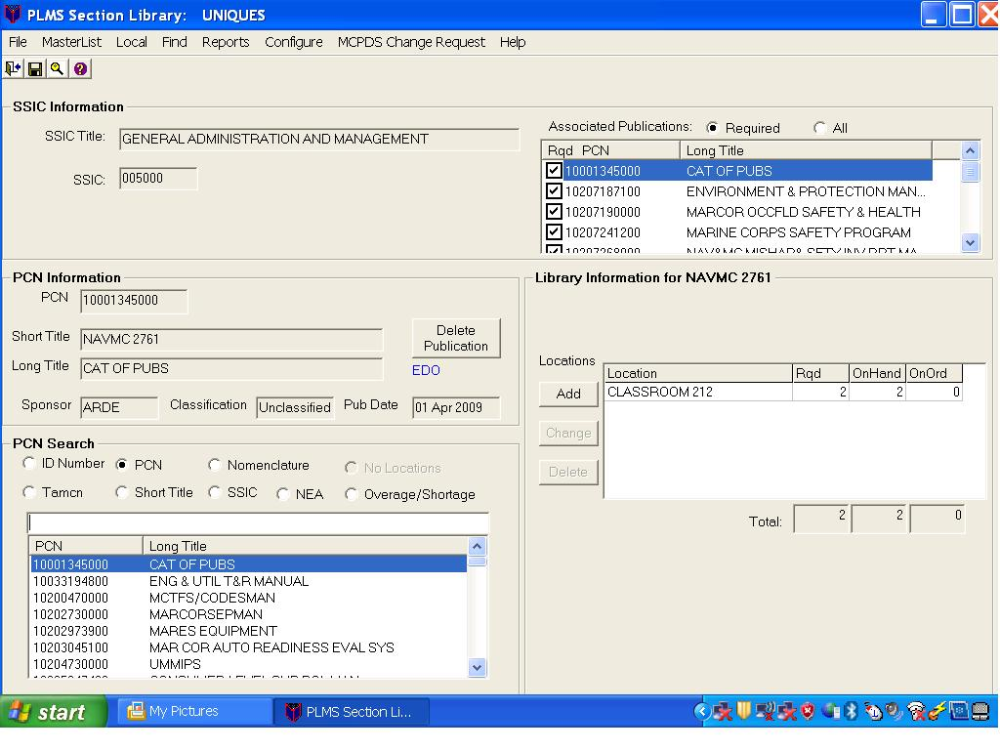 PLMS Section Library: UNIQUES
File MasterList Local Find Reports Configure MCPDS Change Request Help
SSIC Information
SSIC Title: GENERAL ADMINISTRATION AND MANAGEMENT
SSIC: 005000
Associated Publications: Required All
Rqd PCN Long Title
10001345000 CAT OF PUBS
10207187100 ENVIRONMENT & PROTECTION MAN...
10207190000 MARCOR OCCFLD SAFETY & HEALTH
10207241200 MARINE CORPS SAFETY PROGRAM
PCN Information
PCN 10001345000
Short Title NAVMC 2761
Long Title CAT OF PUBS
Delete Publication
EDO
Sponsor ARDE Classification Unclassified Pub Date 01 Apr 2009
Library Information for NAVMC 2761
Locations
Add
Change
Delete
Location Rqd OnHand OnOrd
CLASSROOM 212 2 2 0
Total: 2 2 0
PCN Search
ID Number PCN Nomenclature No Locations
Tamcn Short Title SSIC NEA Overage/Shortage
PCN Long Title
10001345000 CAT OF PUBS
10033194800 ENG & UTIL T&R MANUAL
10200470000 MCTFS/CODESMAN
10202730000 MARCORSEPMAN
10202973900 MARES EQUIPMENT
10203045100 MAR COR AUTO READINESS EVAL SYS
10204730000 UMMIPS
start My Pictures PLMS Section Li...